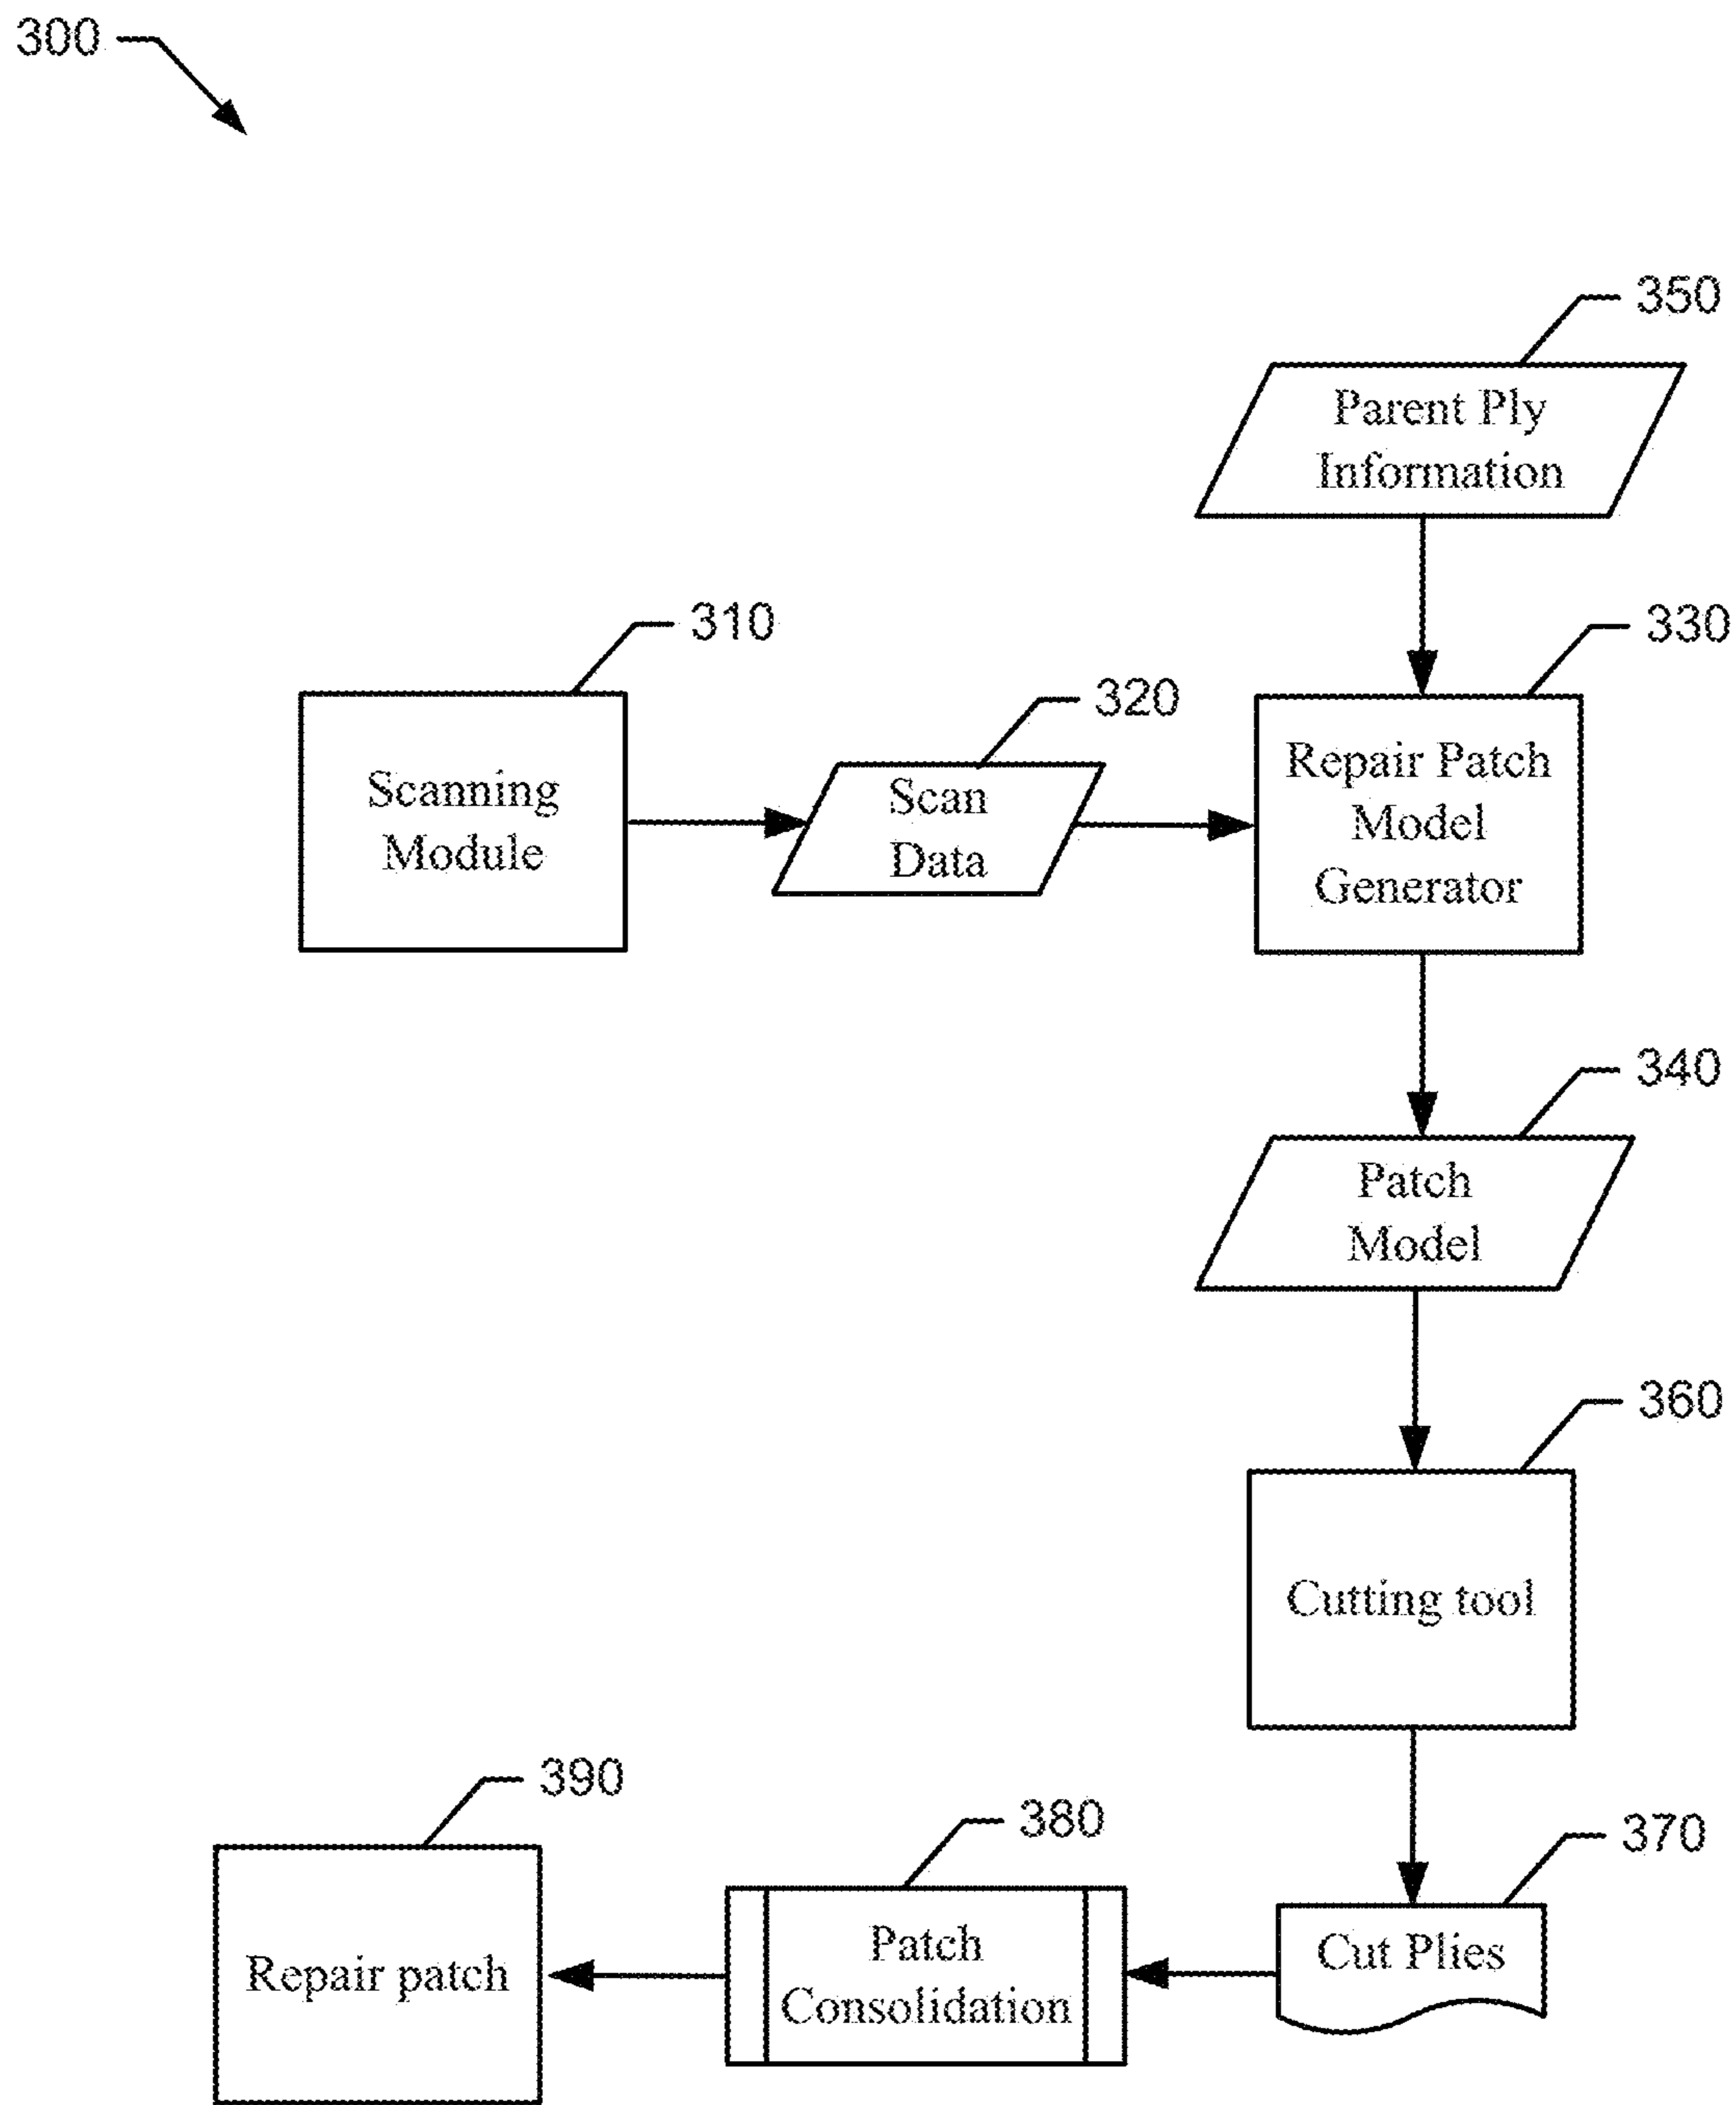 300
350
Parent Ply
Information
310
330
320
Scanning
Module
Scan
Data
Repair Patch
Model
Generator
340
Patch
Model
360
Cutting tool
390
380
370
Repair patch
Patch
Consolidation
Cut Plies